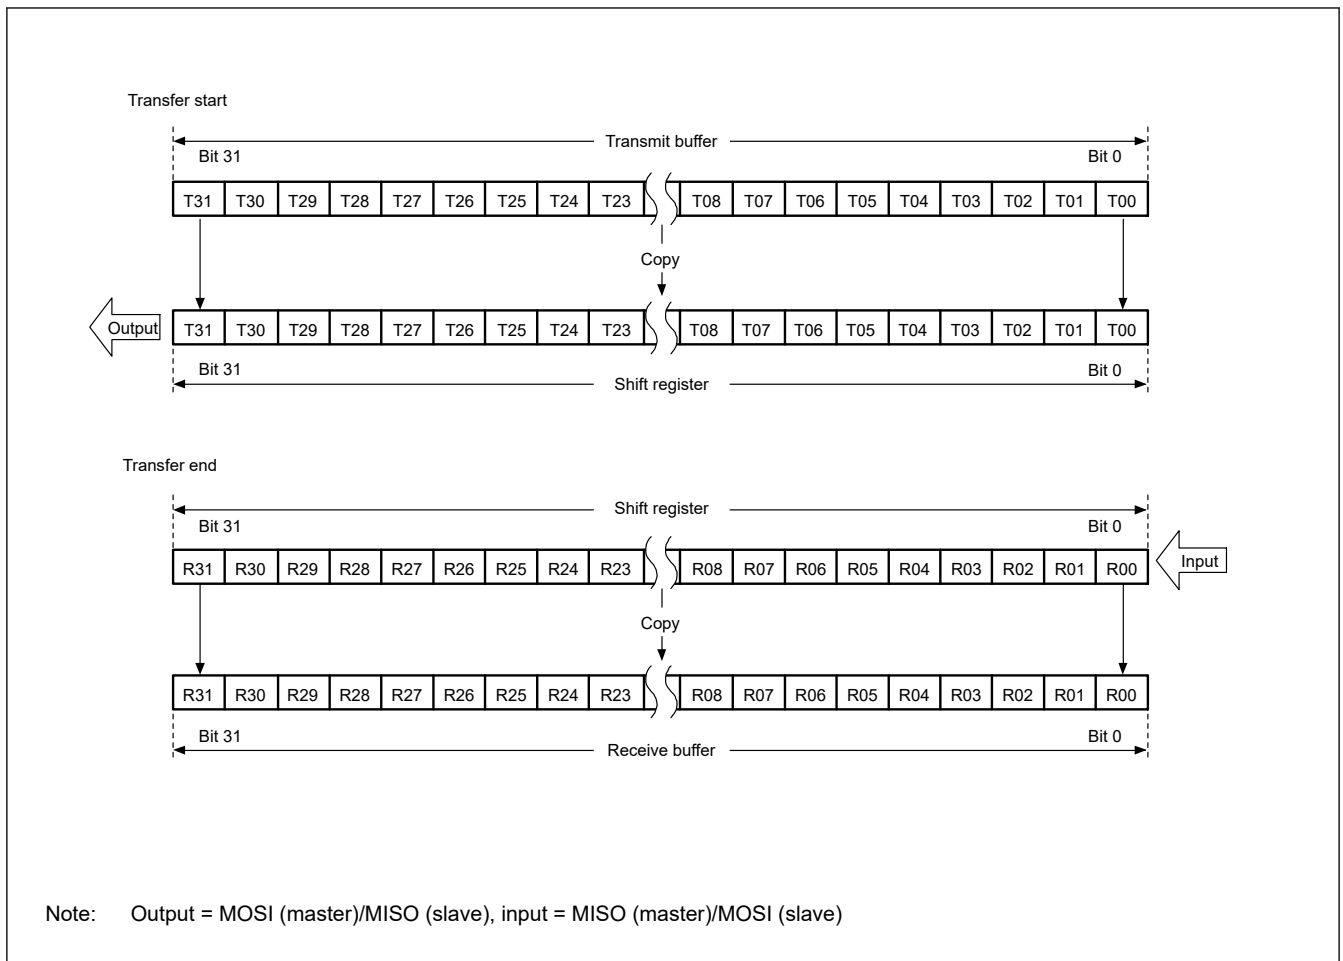 Transfer start
Transmit buffer
Bit 31 Bit 0
T31 T30 T29 T28 T27 T26 T25 T24 T23 T08 T07 T06 T05 T04 T03 T02 T01 T00
Copy
Output T31 T30 T29 T28 T27 T26 T25 T24 T23 T08 T07 T06 T05 T04 T03 T02 T01 T00
Bit 31 Bit 0
Shift register
Transfer end
Shift register
Bit 31 Bit 0
R31 R30 R29 R28 R27 R26 R25 R24 R23 R08 R07 R06 R05 R04 R03 R02 R01 R00 Input
Copy
R31 R30 R29 R28 R27 R26 R25 R24 R23 R08 R07 R06 R05 R04 R03 R02 R01 R00
Bit 31 Bit 0
Receive buffer
Note: Output = MOSI (master)/MISO (slave), input = MISO (master)/MOSI (slave)